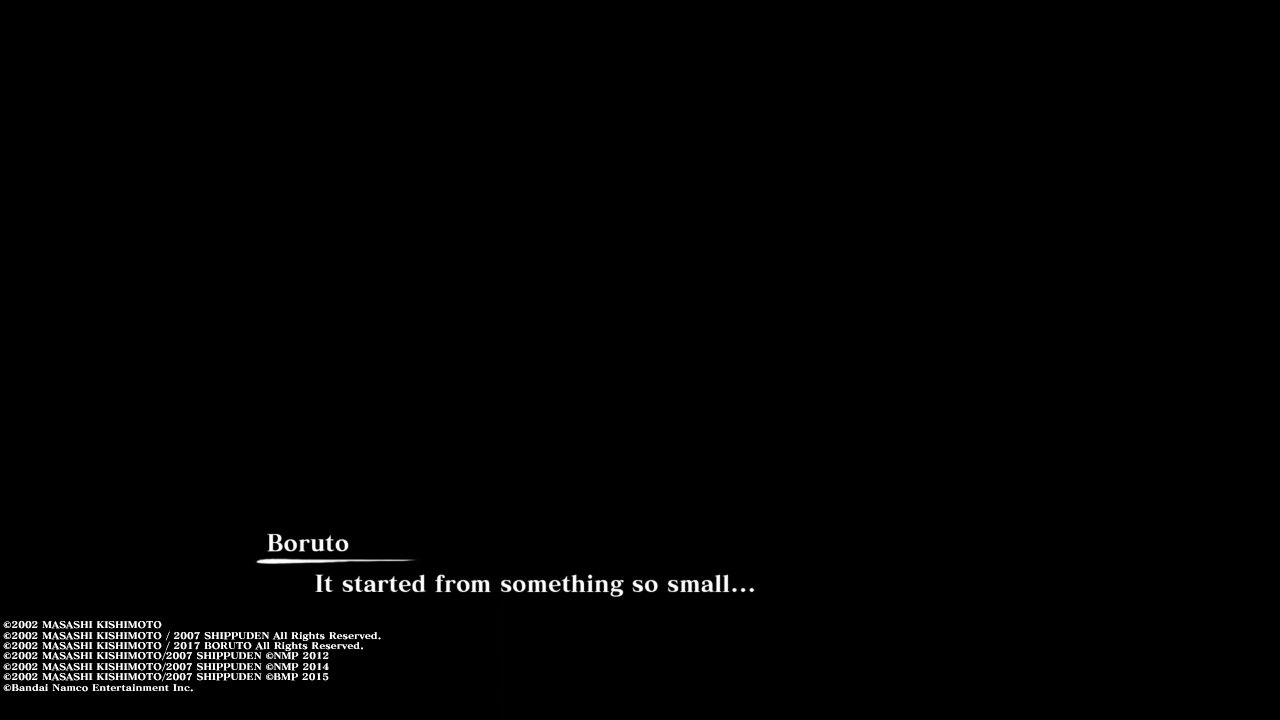 Boruto
It started from something so small...
©2002 MASASHI KISHIMOTO
©2002 MASASHI KISHIMOTO / 2007 SHIPPUDEN All Rights Reserved.
©2002 MASASHI KISHIMOTO / 2017 BORUTO All Rights Reserved.
©2002 MASASHI KISHIMOTO/2007 SHIPPUDEN ©NMP 2012
©2002 MASASHI KISHIMOTO/2007 SHIPPUDEN ©NMP 2014
©2002 MASASHI KISHIMOTO/2007 SHIPPUDEN ©BMP 2015
©Bandai Namco Entertainment Inc.